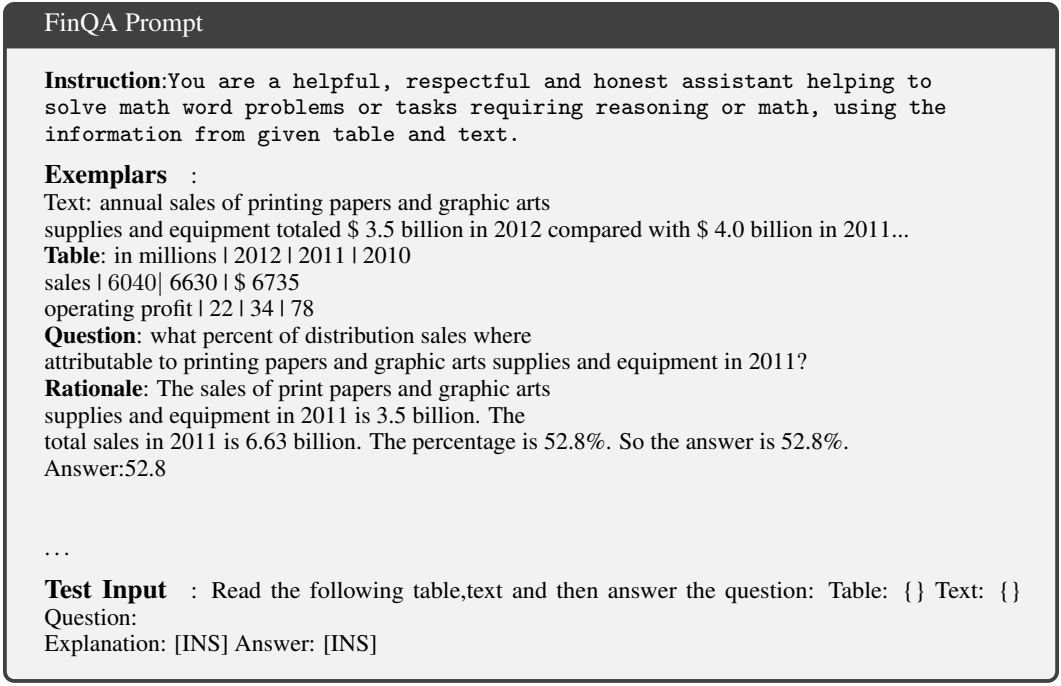 FinQA Prompt
Instruction:You are a helpful, respectful and honest assistant helping to
solve math word problems or tasks requiring reasoning or math, using the
information from given table and text.
Exemplars :
Text: annual sales of printing papers and graphic arts
supplies and equipment totaled $ 3.5 billion in 2012 compared with $ 4.0 billion in 2011...
Table: in millions | 2012 | 2011 | 2010
sales | 6040| 6630 | $ 6735
operating profit | 22 | 34 | 78
Question: what percent of distribution sales where
attributable to printing papers and graphic arts supplies and equipment in 2011?
Rationale: The sales of print papers and graphic arts
supplies and equipment in 2011 is 3.5 billion. The
total sales in 2011 is 6.63 billion. The percentage is 52.8%. So the answer is 52.8%.
Answer:52.8
...
Test Input : Read the following table,text and then answer the question: Table: {} Text: {}
Question:
Explanation: [INS] Answer: [INS]